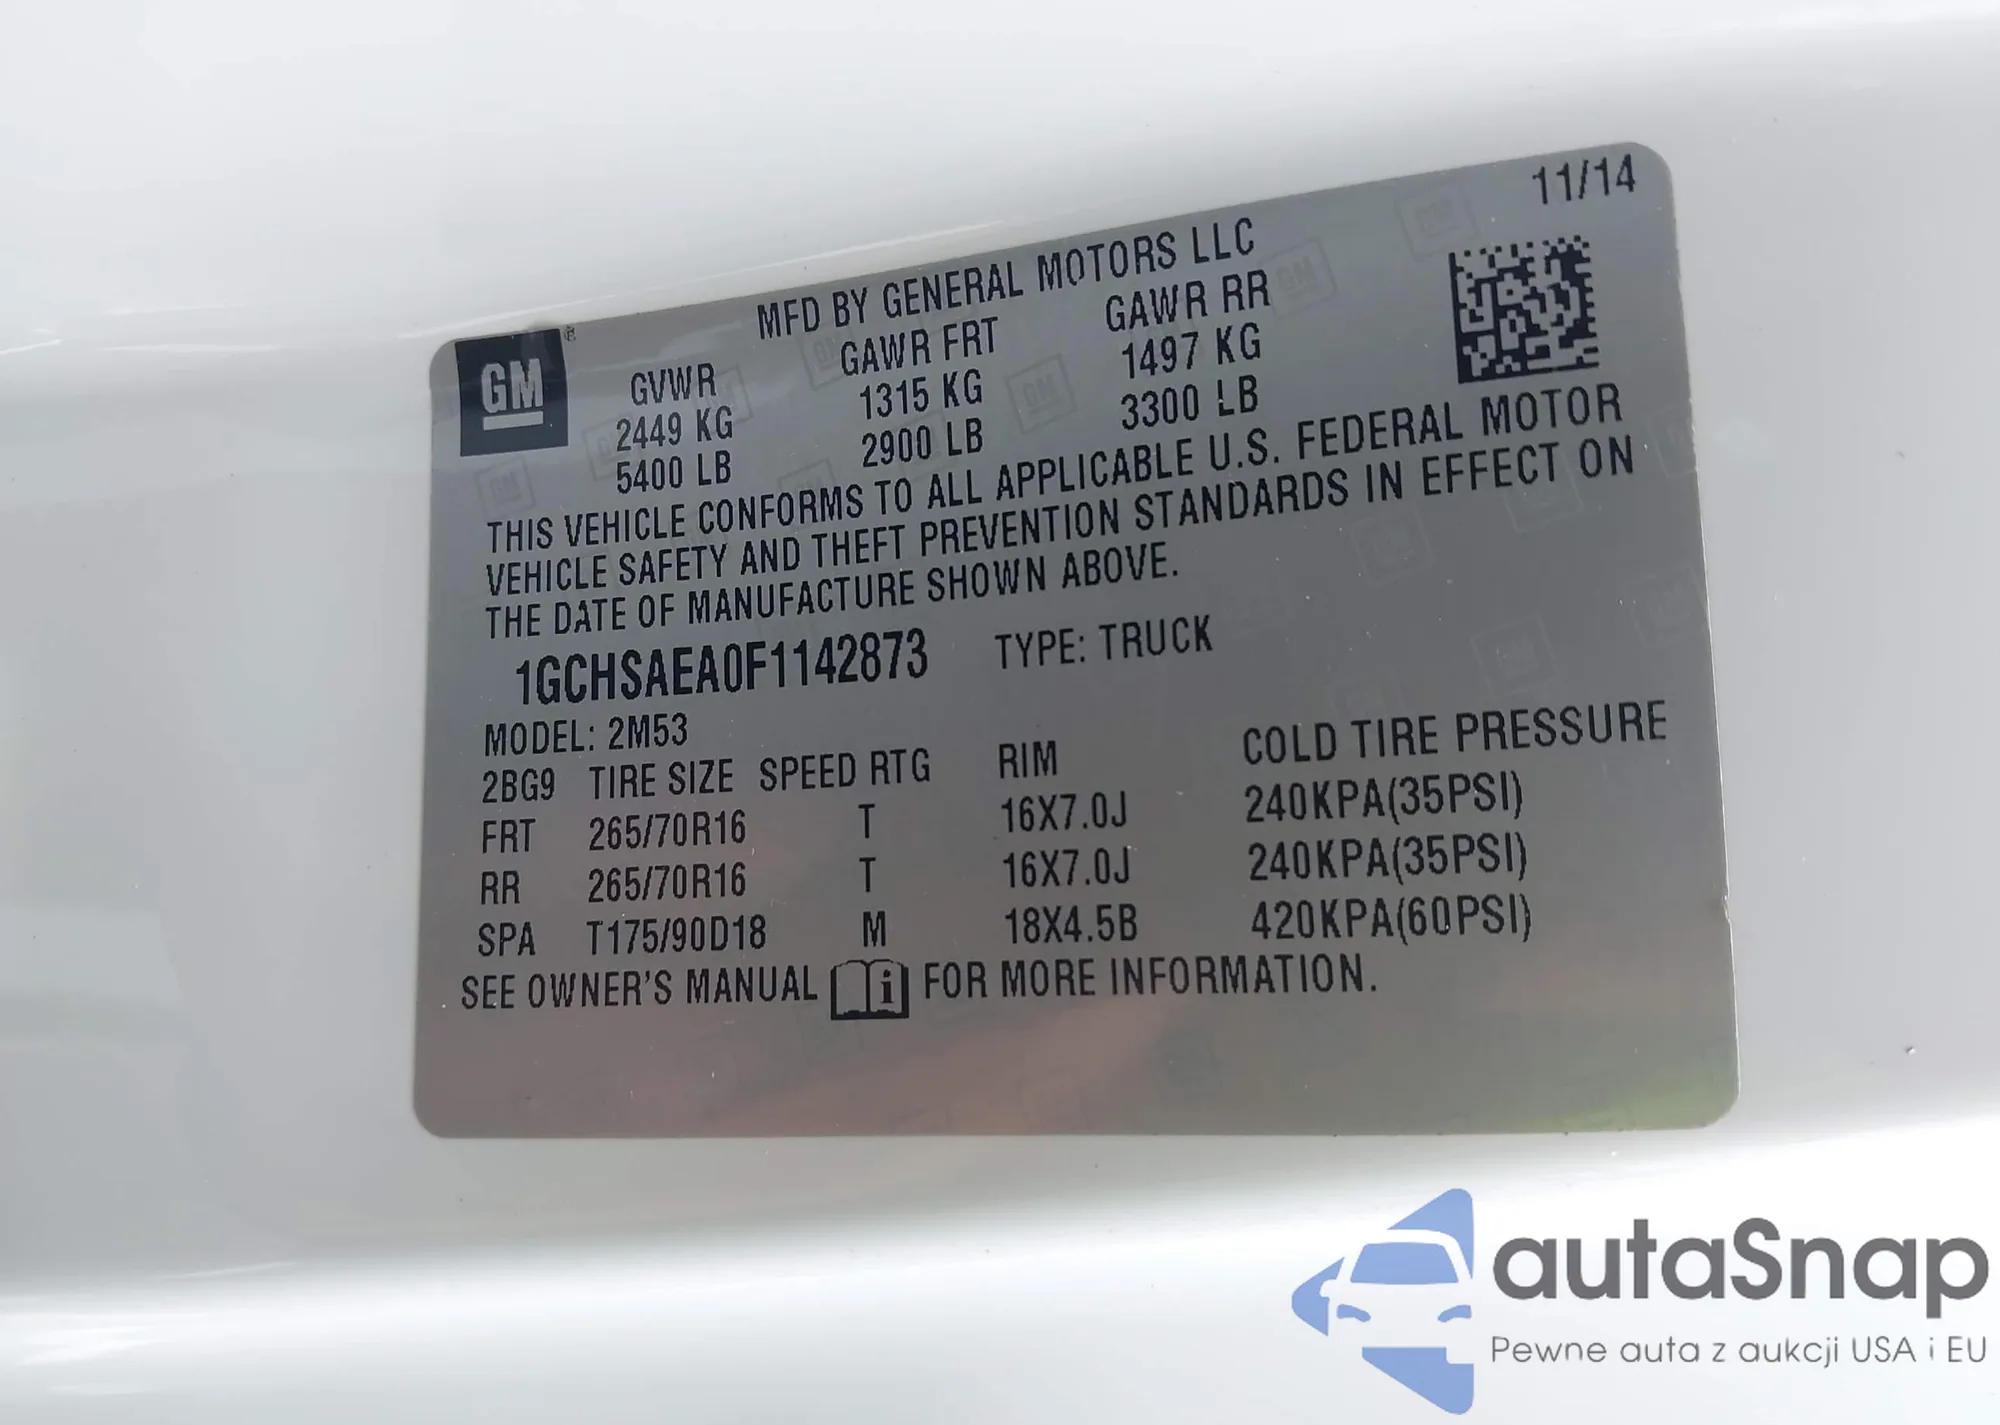 11/14
MFD BY GENERAL MOTORS LLC
GM
GVWR GAWR FRT GAWR RR
2449 KG 1315 KG 1497 KG
5400 LB 2900 LB 3300 LB
THIS VEHICLE CONFORMS TO ALL APPLICABLE U.S. FEDERAL MOTOR
VEHICLE SAFETY AND THEFT PREVENTION STANDARDS IN EFFECT ON
THE DATE OF MANUFACTURE SHOWN ABOVE.
1GCHSAEA0F1142873 TYPE: TRUCK
MODEL: 2M53
2BG9 TIRE SIZE SPEED RTG RIM COLD TIRE PRESSURE
FRT 265/70R16 T 16X7.0J 240KPA(35PSI)
RR 265/70R16 T 16X7.0J 240KPA(35PSI)
SPA T175/90D18 M 18X4.5B 420KPA(60PSI)
SEE OWNER'S MANUAL i FOR MORE INFORMATION.
autaSnap
Pewne auta z aukcji USA i EU